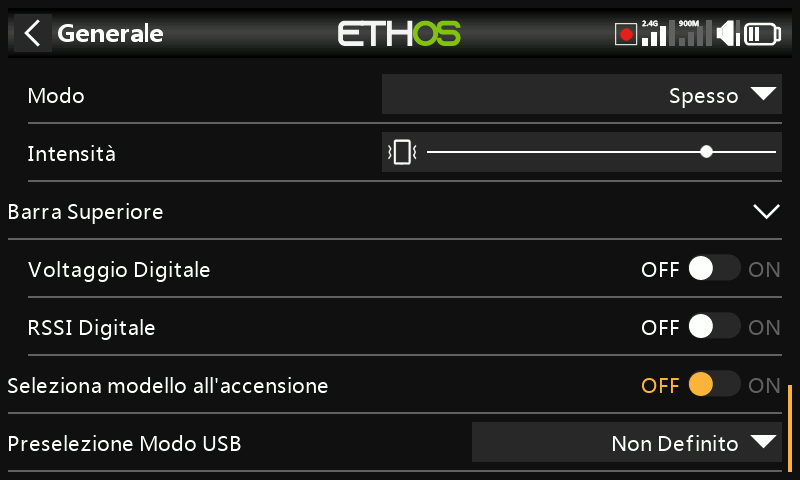 Generale
ETHOS
2.4G
900M
Modo
Spesso
Intensità
Barra Superiore
Voltaggio Digitale
OFF ON
RSSI Digitale
OFF ON
Seleziona modello all'accensione
OFF ON
Preselezione Modo USB
Non Definito